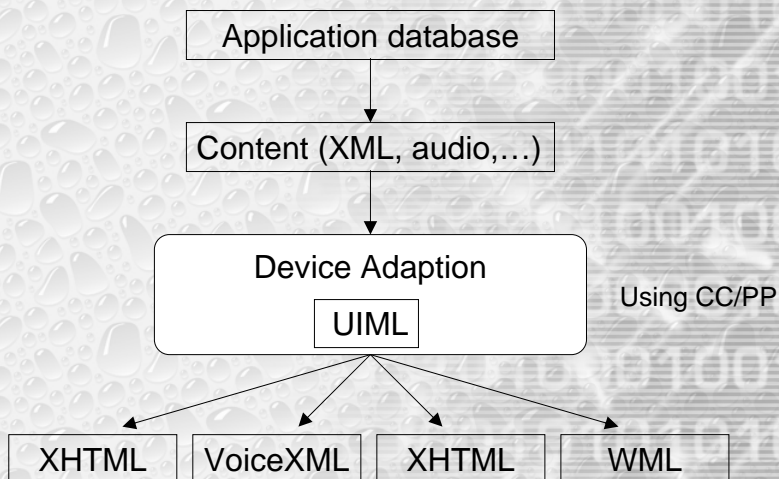 Application database
Content (XML, audio,…)
Device Adaption
UIML
Using CC/PP
XHTML
VoiceXML
XHTML
WML